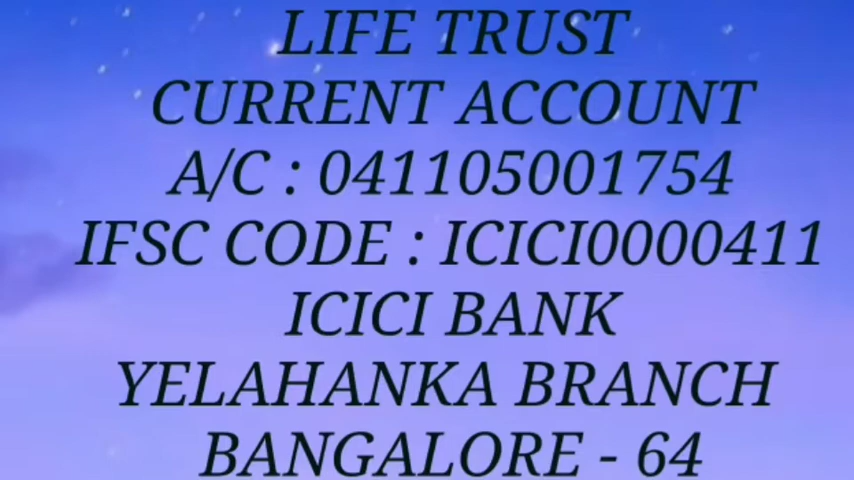 LIFE TRUST
CURRENT ACCOUNT
A/C : 041105001754
IFSC CODE : ICICI0000411
ICICI BANK
YELAHANKA BRANCH
BANGALORE - 64